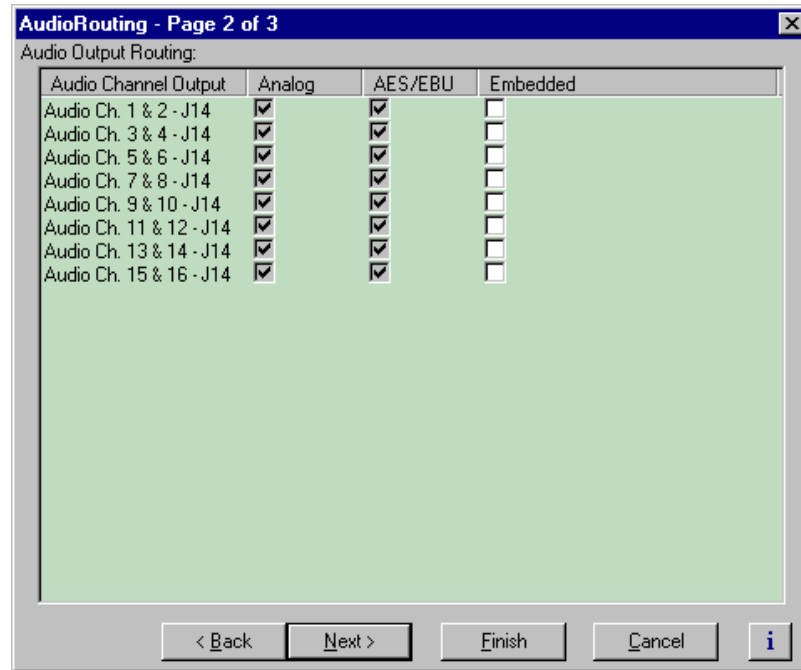 AudioRouting - Page 2 of 3
Audio Output Routing:
Audio Channel Output Analog AES/EBU Embedded
Audio Ch. 1 & 2 - J14
Audio Ch. 3 & 4 - J14
Audio Ch. 5 & 6 - J14
Audio Ch. 7 & 8 - J14
Audio Ch. 9 & 10 - J14
Audio Ch. 11 & 12 - J14
Audio Ch. 13 & 14 - J14
Audio Ch. 15 & 16 - J14
< Back Next > Finish Cancel i